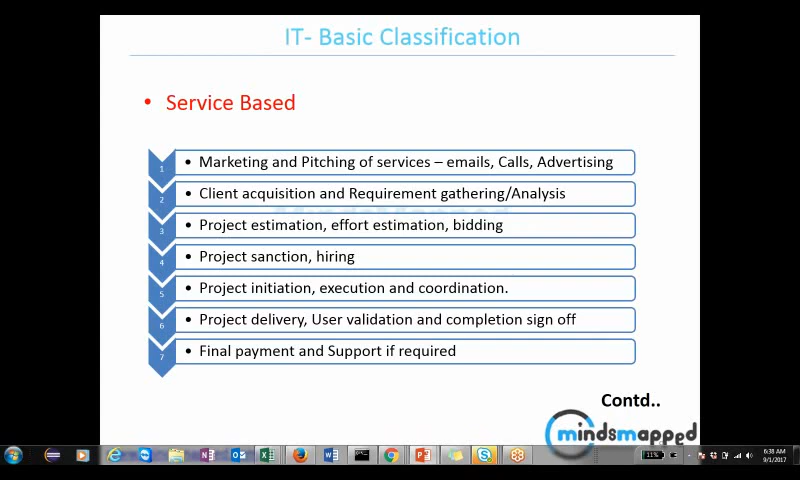 IT- Basic Classification
• Service Based
1 • Marketing and Pitching of services – emails, Calls, Advertising
2 • Client acquisition and Requirement gathering/Analysis
3 • Project estimation, effort estimation, bidding
4 • Project sanction, hiring
5 • Project initiation, execution and coordination.
6 • Project delivery, User validation and completion sign off
7 • Final payment and Support if required
Contd..
mindsmapped
11%
6:38 AM
9/1/2017